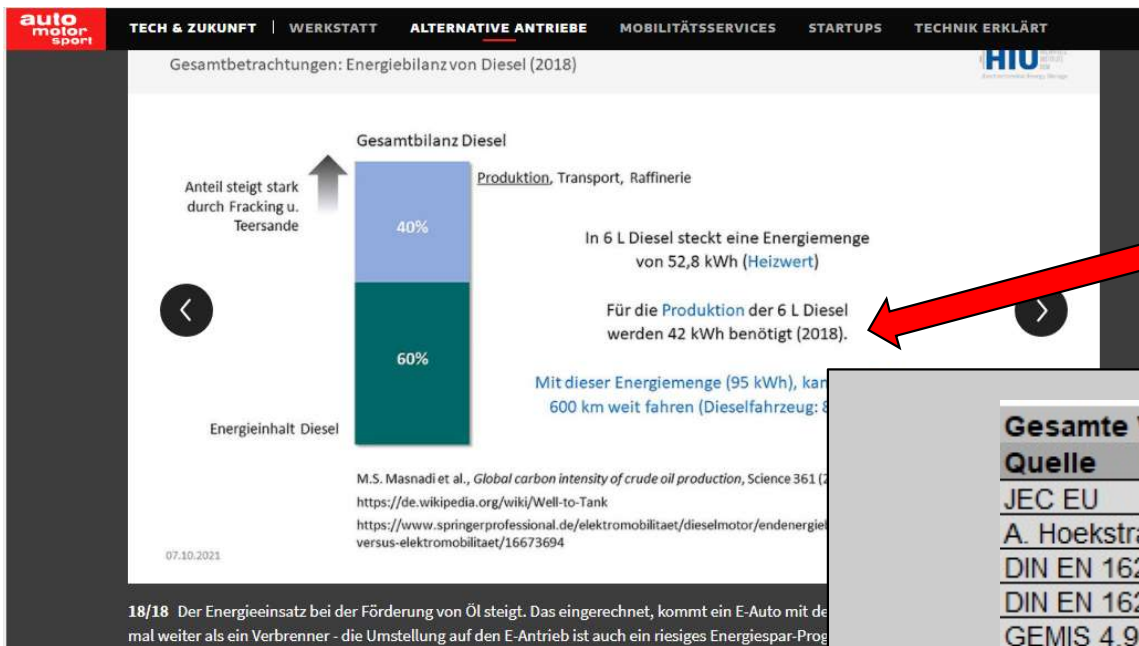 auto
motor
sport
TECH & ZUKUNFT | WERKSTATT ALTERNATIVE ANTRIEBE MOBILITÄTSSERVICES STARTUPS TECHNIK ERKLÄRT
Gesamtbetrachtungen: Energiebilanz von Diesel (2018)
HIU
Gesamtbilanz Diesel
Anteil steigt stark
durch Fracking u.
Teersande
Produktion, Transport, Raffinerie
40%
In 6 L Diesel steckt eine Energiemenge
von 52,8 kWh (Heizwert)
Für die Produktion der 6 L Diesel
werden 42 kWh benötigt (2018).
60%
Mit dieser Energiemenge (95 kWh),
600 km weit fahren (Dieselfahrzeug:
Energieinhalt Diesel
M.S. Masnadi et al., Global carbon intensity of crude oil production, Science 361
https://de.wikipedia.org/wiki/Well-to-Tank
https://www.springerprofessional.de/elektromobilitaet/dieselmotor/
versus-elektromobilitaet/16673694
07.10.2021
18/18 Der Energieeinsatz bei der Förderung von Öl steigt. Das eingerechnet, kommt ein E-Auto mit
mal weiter als ein Verbrenner - die Umstellung auf den E-Antrieb ist auch ein riesiges
Gesamte
Quelle
JEC EU
A.
DIN EN
DIN EN
GEMIS 4.9